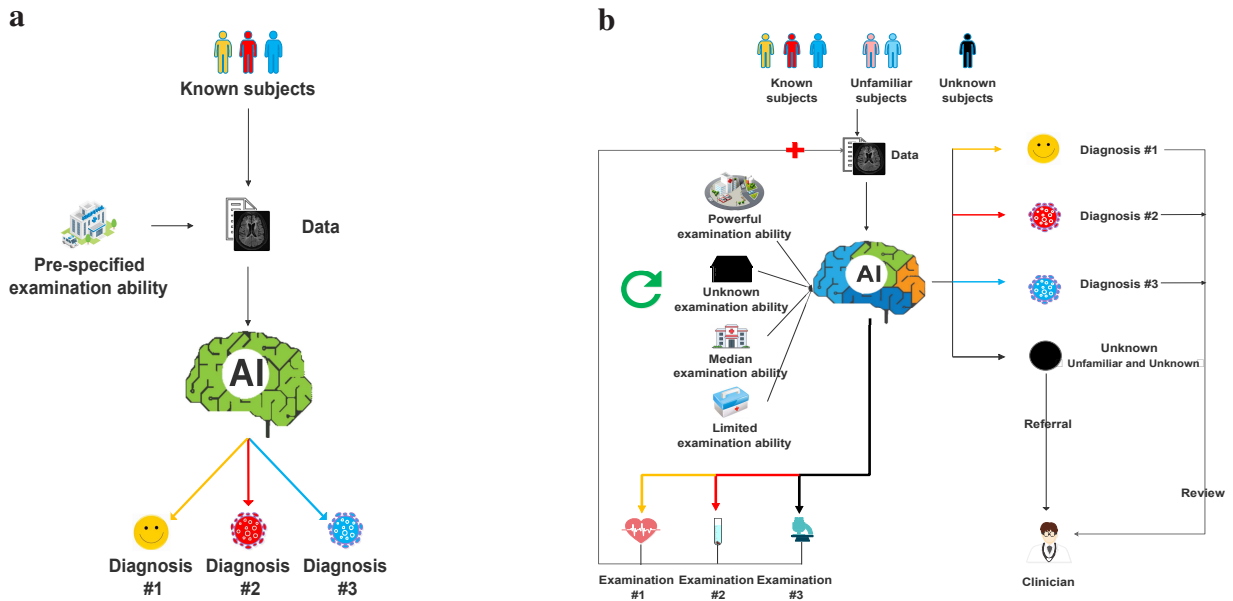 a
Known subjects
Data
Pre-specified
examination ability
AI
Diagnosis
#1
Diagnosis
#2
Diagnosis
#3
b
Known
subjects
Unfamiliar
subjects
Unknown
subjects
Data
Powerful
examination ability
Unknown
examination ability
Median
examination ability
Limited
examination ability
AI
Diagnosis #1
Diagnosis #2
Diagnosis #3
Unknown
Unfamiliar and Unknown
Referral
Review
Clinician
Examination
#1
Examination
#2
Examination
#3